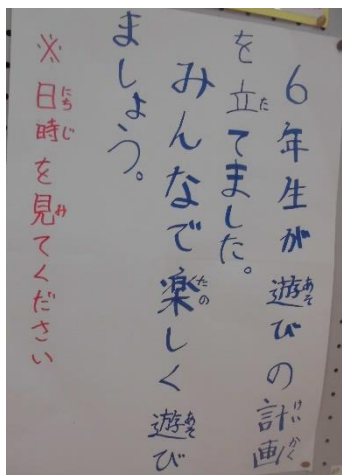 6年生が遊びの計画
を立てました。
みんなで楽しく遊び
ましょう。
※日時を見てください